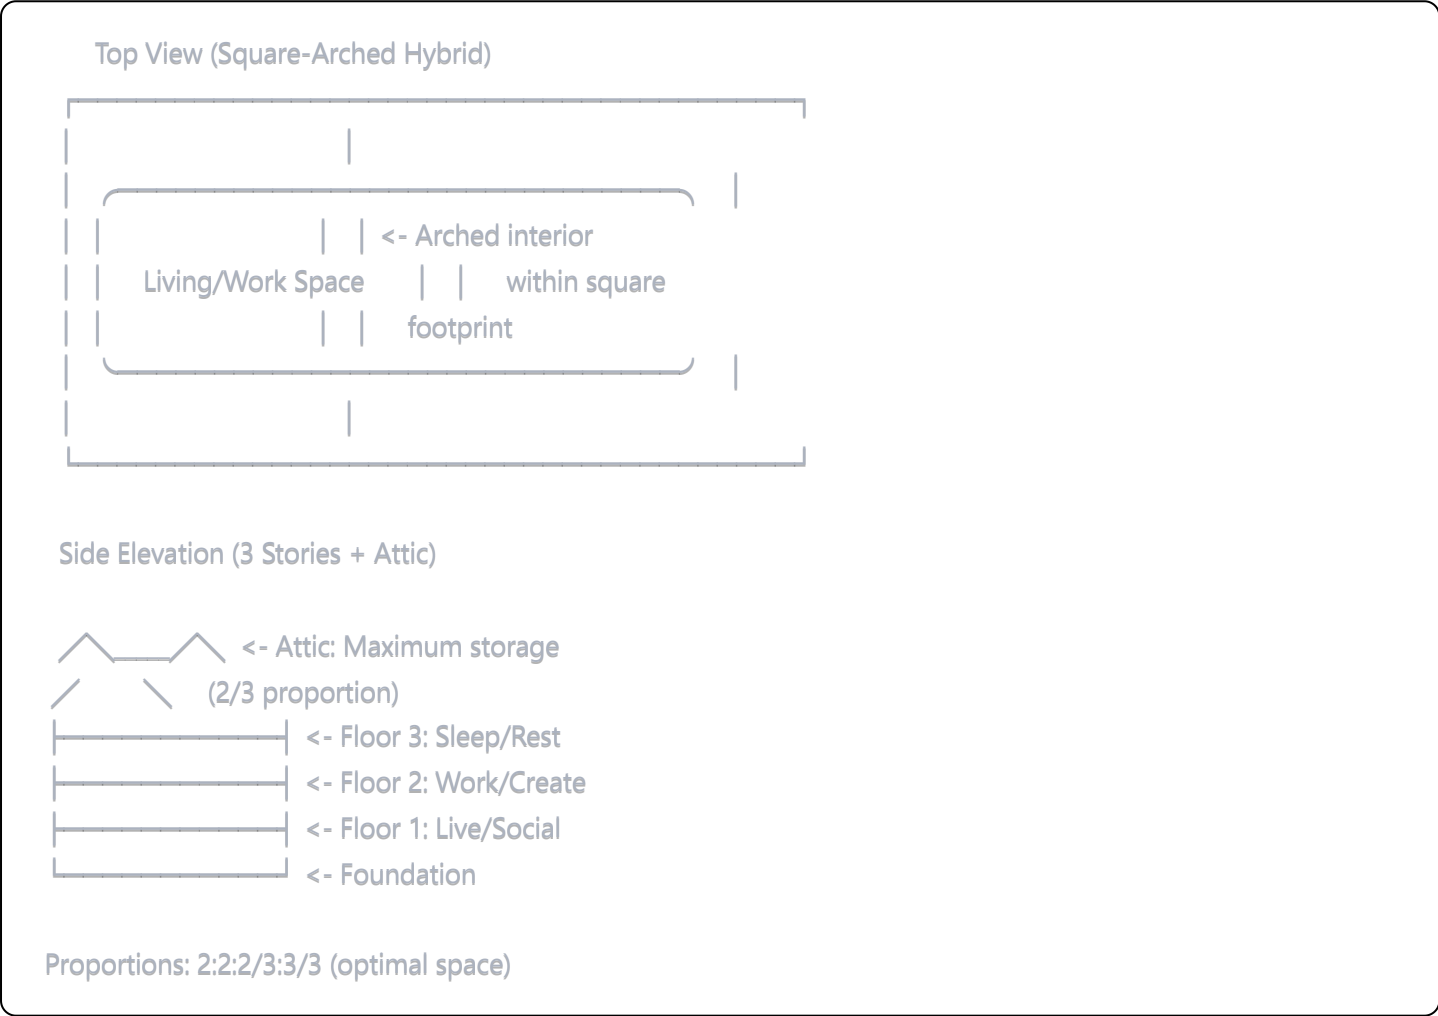 Top View (Square-Arched Hybrid)
<- Arched interior
Living/Work Space within square
footprint
Side Elevation (3 Stories + Attic)
<- Attic: Maximum storage
(2/3 proportion)
<- Floor 3: Sleep/Rest
<- Floor 2: Work/Create
<- Floor 1: Live/Social
<- Foundation
Proportions: 2:2:2/3:3/3 (optimal space)